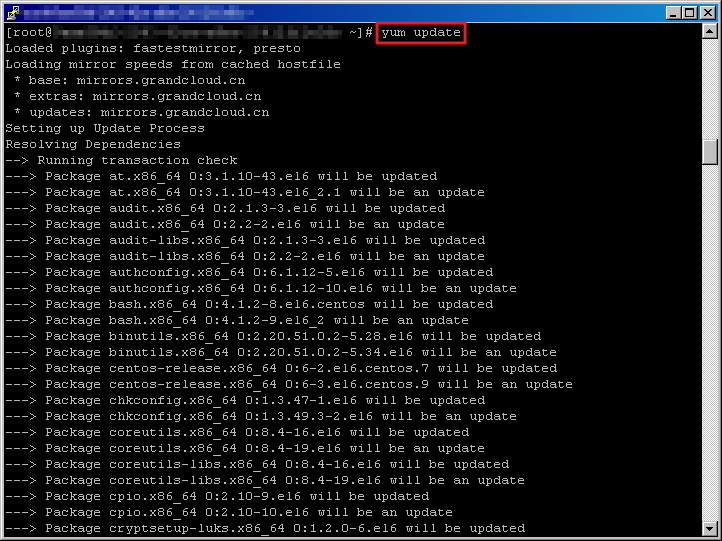 [root@ ~]# yum update
Loaded plugins: fastestmirror, presto
Loading mirror speeds from cached hostfile
 * base: mirrors.grandcloud.cn
 * extras: mirrors.grandcloud.cn
 * updates: mirrors.grandcloud.cn
Setting up Update Process
Resolving Dependencies
--> Running transaction check
---> Package at.x86_64 0:3.1.10-43.el6 will be updated
---> Package at.x86_64 0:3.1.10-43.el6_2.1 will be an update
---> Package audit.x86_64 0:2.1.3-3.el6 will be updated
---> Package audit.x86_64 0:2.2-2.el6 will be an update
---> Package audit-libs.x86_64 0:2.1.3-3.el6 will be updated
---> Package audit-libs.x86_64 0:2.2-2.el6 will be an update
---> Package authconfig.x86_64 0:6.1.12-5.el6 will be updated
---> Package authconfig.x86_64 0:6.1.12-10.el6 will be an update
---> Package bash.x86_64 0:4.1.2-8.el6.centos will be updated
---> Package bash.x86_64 0:4.1.2-9.el6_2 will be an update
---> Package binutils.x86_64 0:2.20.51.0.2-5.28.el6 will be updated
---> Package binutils.x86_64 0:2.20.51.0.2-5.34.el6 will be an update
---> Package centos-release.x86_64 0:6-2.el6.centos.7 will be updated
---> Package centos-release.x86_64 0:6-3.el6.centos.9 will be an update
---> Package chkconfig.x86_64 0:1.3.47-1.el6 will be updated
---> Package chkconfig.x86_64 0:1.3.49.3-2.el6 will be an update
---> Package coreutils.x86_64 0:8.4-16.el6 will be updated
---> Package coreutils.x86_64 0:8.4-19.el6 will be an update
---> Package coreutils-libs.x86_64 0:8.4-16.el6 will be updated
---> Package coreutils-libs.x86_64 0:8.4-19.el6 will be an update
---> Package cpio.x86_64 0:2.10-9.el6 will be updated
---> Package cpio.x86_64 0:2.10-10.el6 will be an update
---> Package cryptsetup-luks.x86_64 0:1.2.0-6.el6 will be updated